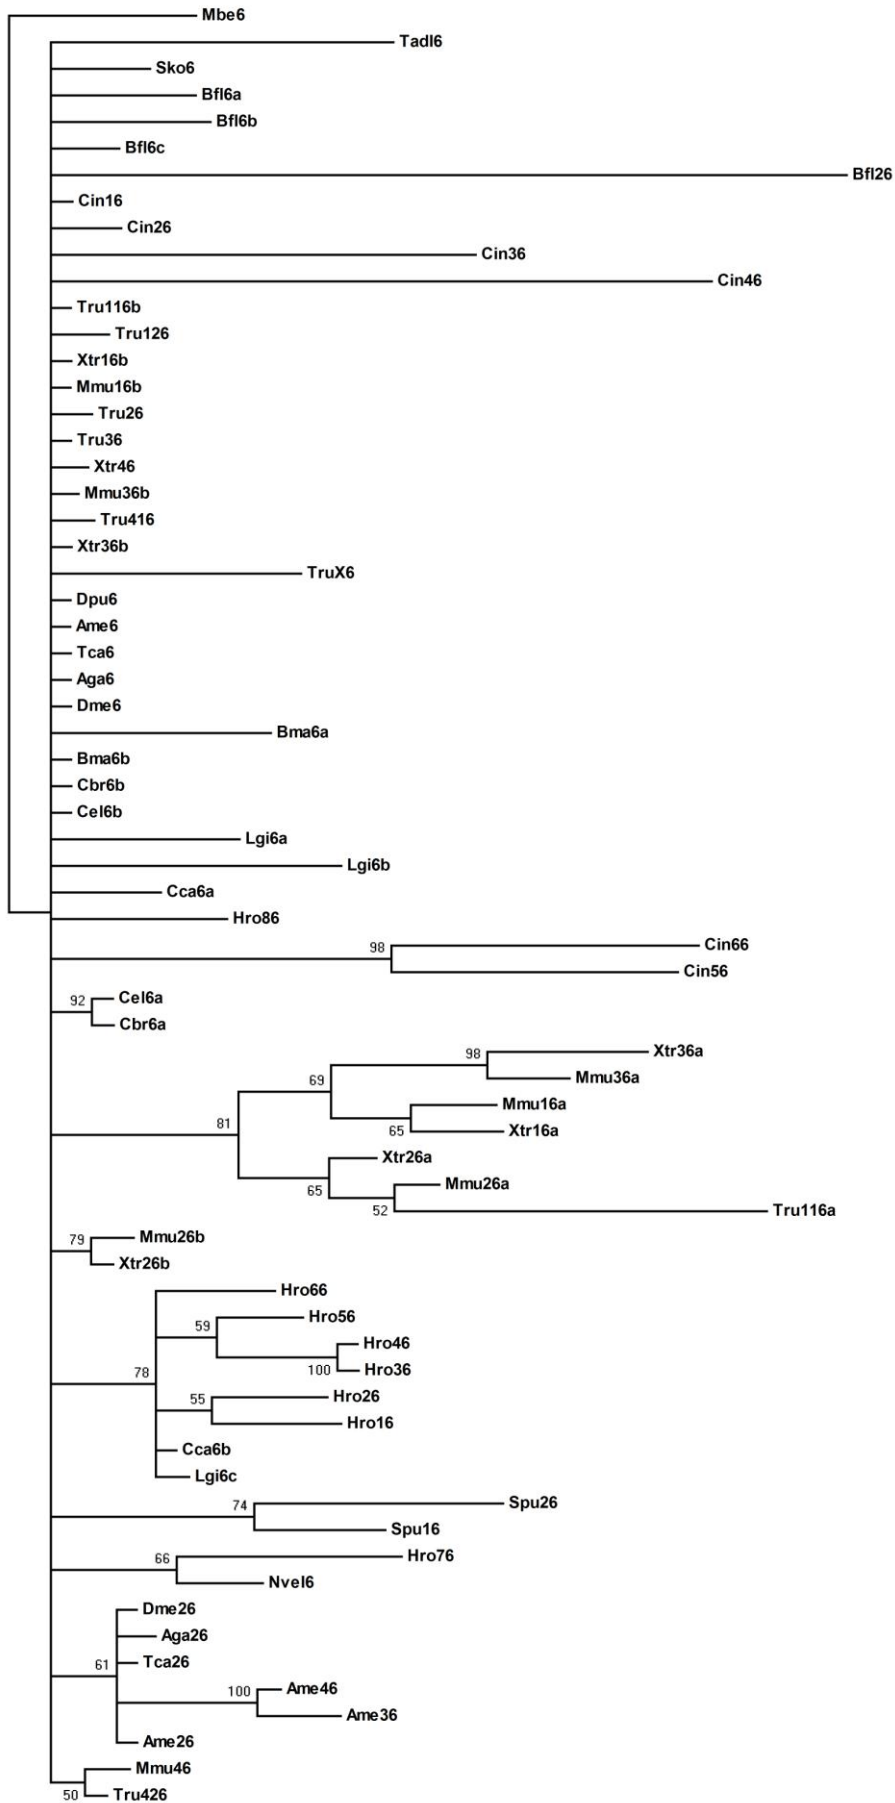 Mbe6
Tadl6
Sko6
Bfl6a
Bfl6b
Bfl6c
Bfl26
Cin16
Cin26
Cin36
Cin46
Tru116b
Tru126
Xtr16b
Mmu16b
Tru26
Tru36
Xtr46
Mmu36b
Tru416
Xtr36b
TruX6
Dpu6
Ame6
Tca6
Aga6
Dme6
Bma6a
Bma6b
Cbr6b
Cel6b
Lgi6a
Lgi6b
Cca6a
Hro86
98
Cin66
Cin56
92
Cel6a
Cbr6a
98
Xtr36a
Mmu36a
69
Mmu16a
65
Xtr16a
81
Xtr26a
65
Mmu26a
52
Tru116a
79
Mmu26b
Xtr26b
Hro66
59
Hro56
Hro46
100
Hro36
78
55
Hro26
Hro16
Cca6b
Lgi6c
74
Spu26
Spu16
66
Hro76
Nvel6
Dme26
Aga26
61
Tca26
100
Ame46
Ame36
Ame26
Mmu46
50
Tru426